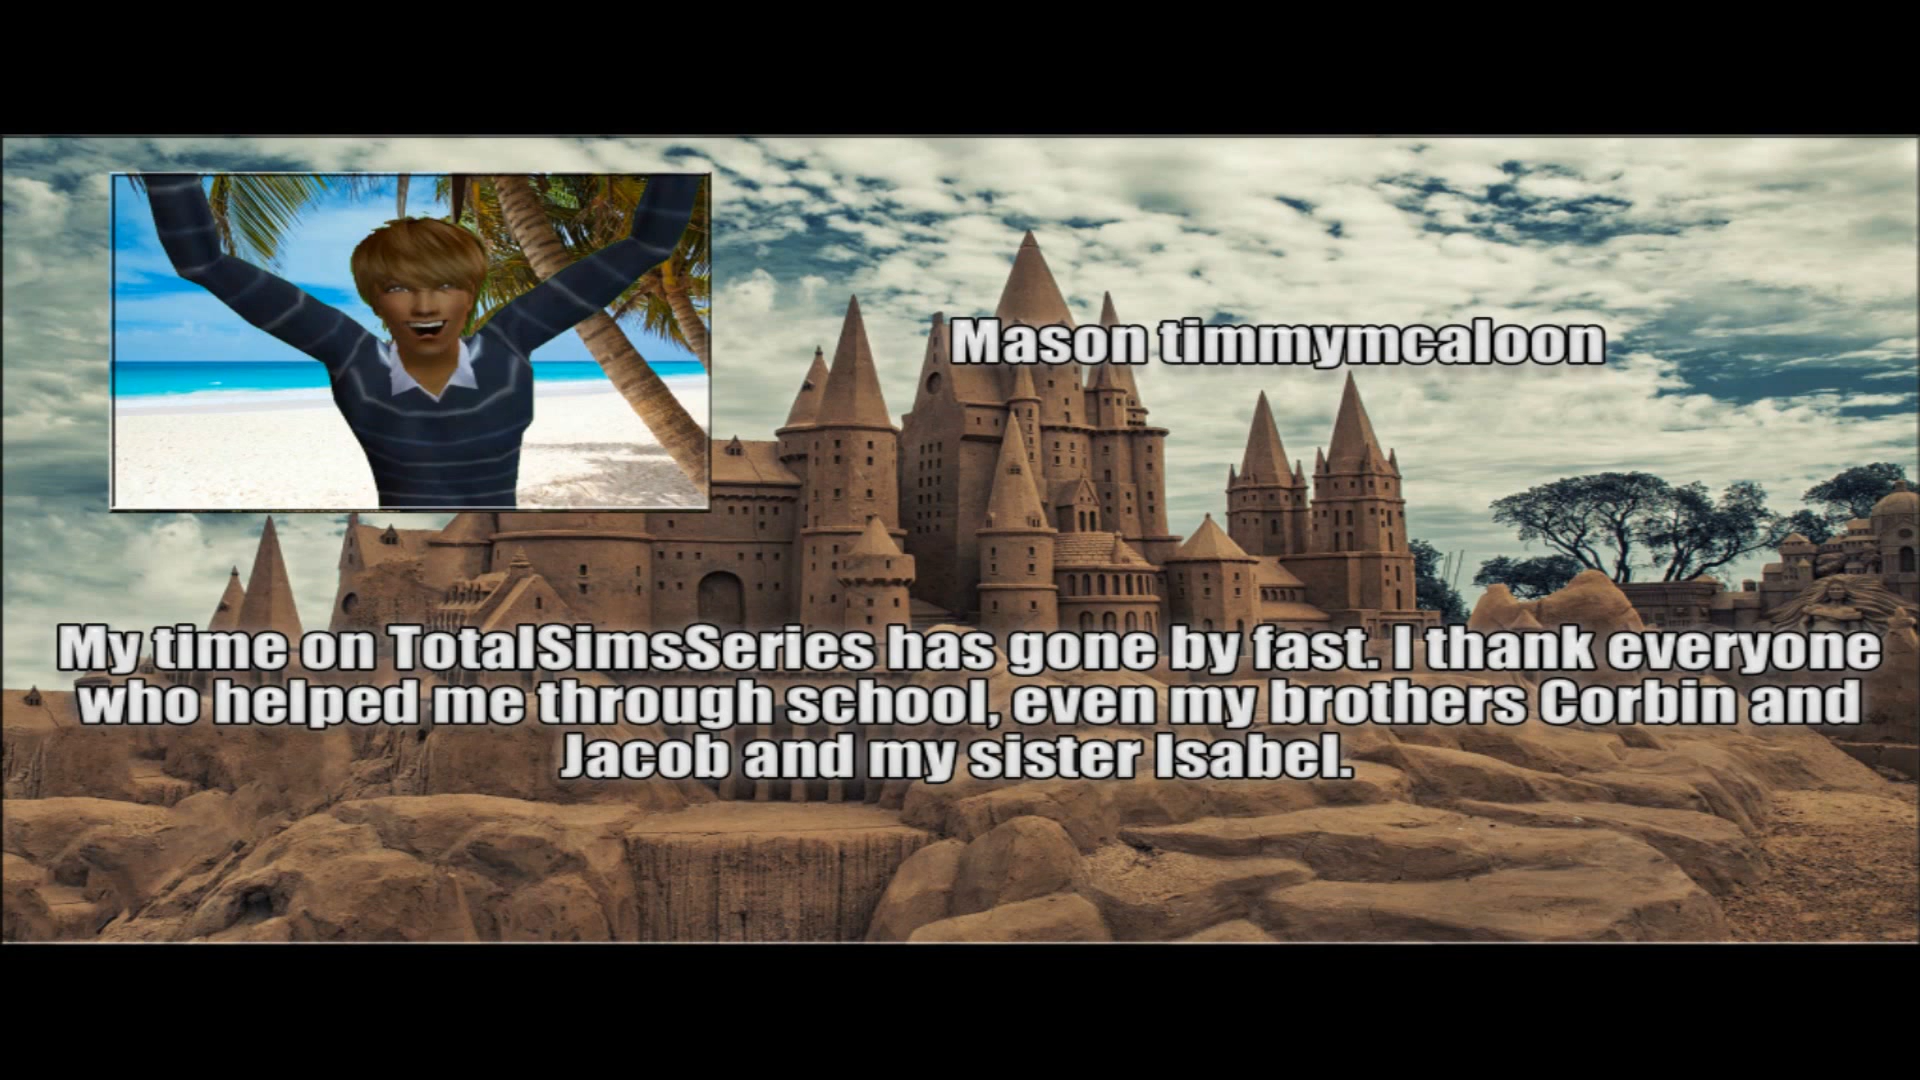 Mason timmymcaloon
My time on TotalSimsSeries has gone by fast. I thank everyone
who helped me through school, even my brothers Corbin and
Jacob and my sister Isabel.